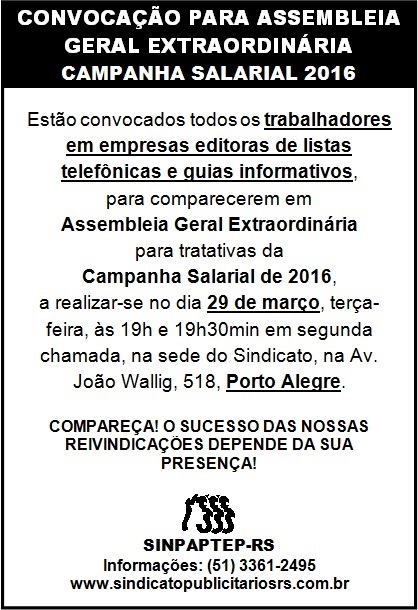 CONVOCAÇÃO PARA ASSEMBLEIA
GERAL EXTRAORDINÁRIA
CAMPANHA SALARIAL 2016
Estão convocados todos os trabalhadores
em empresas editoras de listas
telefônicas e guias informativos,
para comparecerem em
Assembleia Geral Extraordinária
para tratativas da
Campanha Salarial de 2016,
a realizar-se no dia 29 de março, terça-
feira, às 19h e 19h30min em segunda
chamada, na sede do Sindicato, na Av.
João Wallig, 518, Porto Alegre.
COMPAREÇA! O SUCESSO DAS NOSSAS
REIVINDICAÇÕES DEPENDE DA SUA
PRESENÇA!
SINPAPTEP-RS
Informações: (51) 3361-2495
www.sindicatopublicitariosrs.com.br